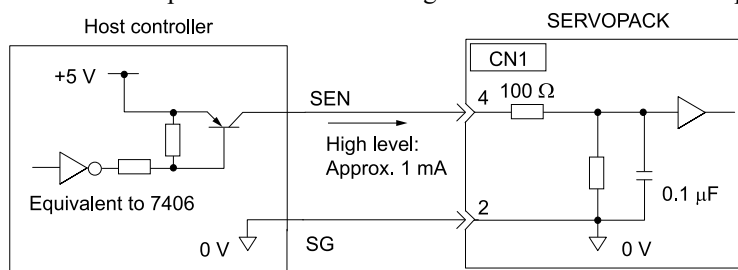 Host controller
SERVOPACK
+5 V
CN1
SEN
4
100 Ω
High level:
Approx. 1 mA
Equivalent to 7406
0.1 μF
2
0 V
SG
0 V